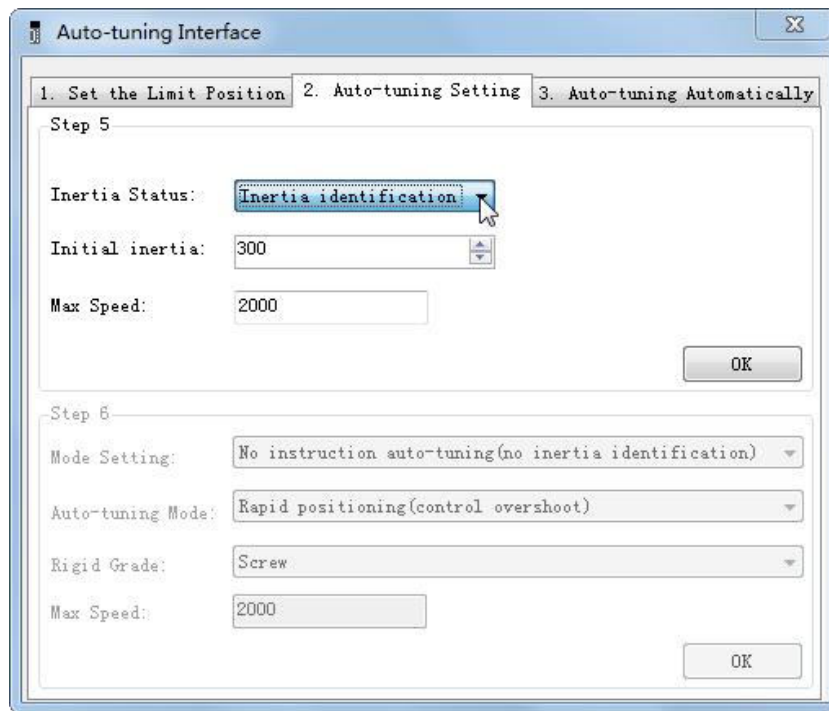 Auto-tuning Interface
1. Set the Limit Position 2. Auto-tuning Setting 3. Auto-tuning Automatically
Step 5
Inertia Status: Inertia identification
Initial inertia: 300
Max Speed: 2000
OK
Step 6
Mode Setting: No instruction auto-tuning(no inertia identification)
Auto-tuning Mode: Rapid positioning(control overshoot)
Rigid Grade: Screw
Max Speed: 2000
OK